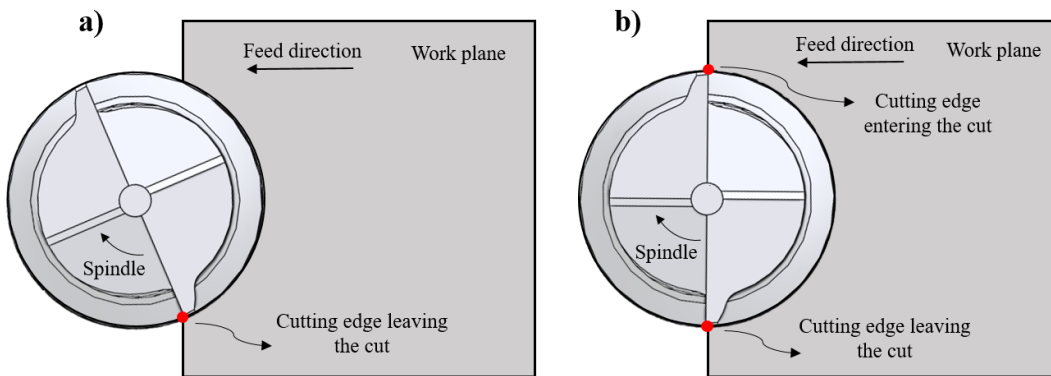 a)
Feed direction
Work plane
Spindle
Cutting edge leaving
the cut
b)
Feed direction
Work plane
Cutting edge
entering the cut
Spindle
Cutting edge leaving
the cut